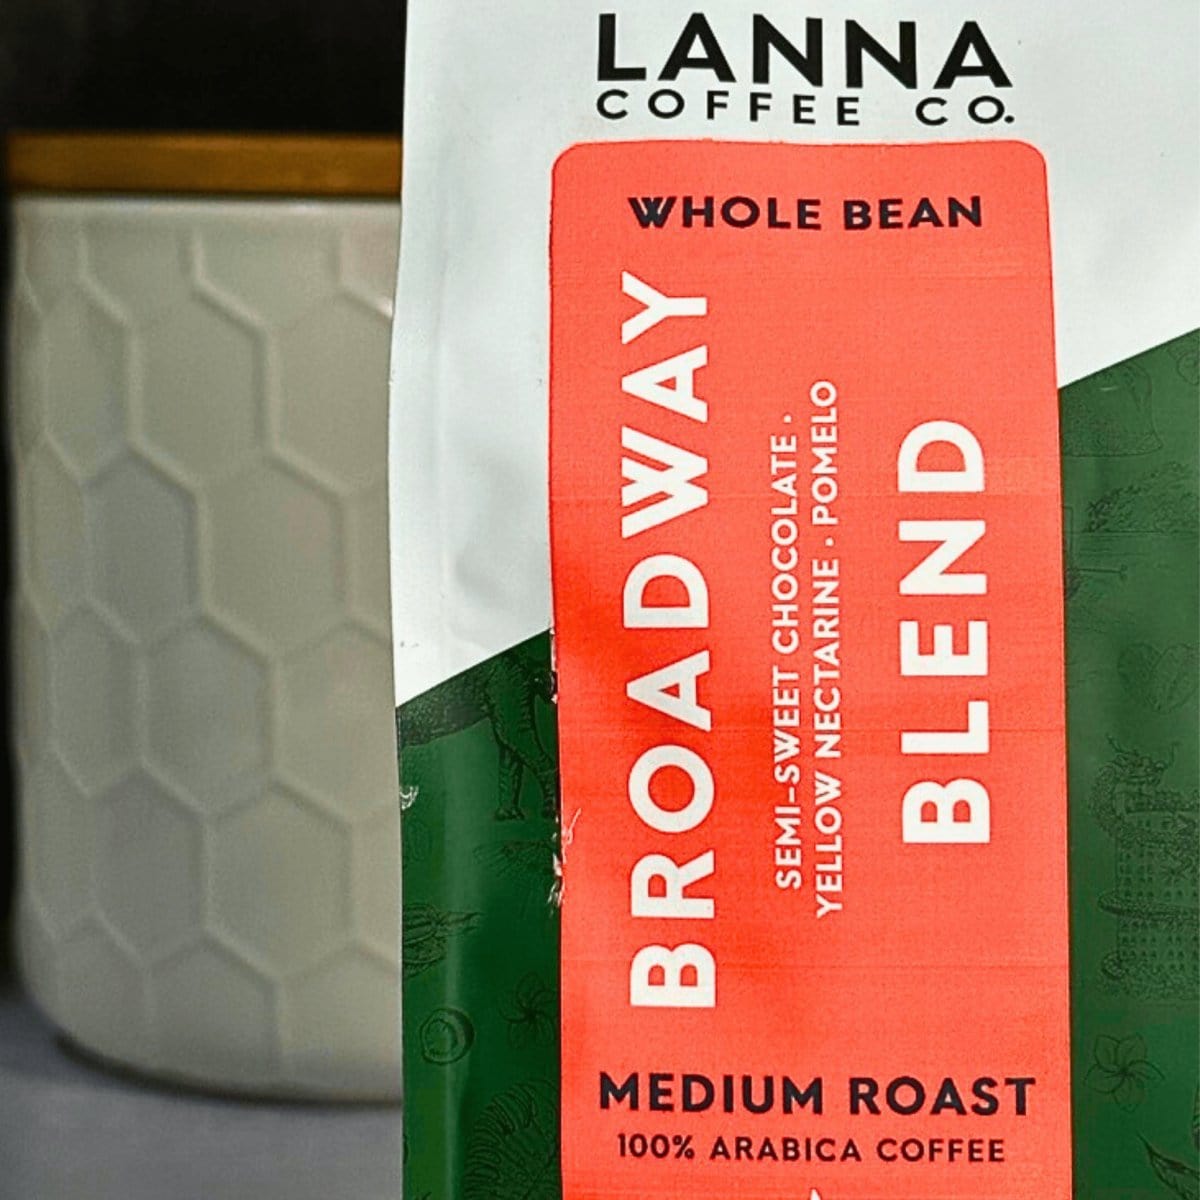 LANNA
COFFEE CO.
WHOLE BEAN
BROADWAY
SEMI-SWEET CHOCOLATE ·
YELLOW NECTARINE · POMELO
BLEND
MEDIUM ROAST
100% ARABICA COFFEE